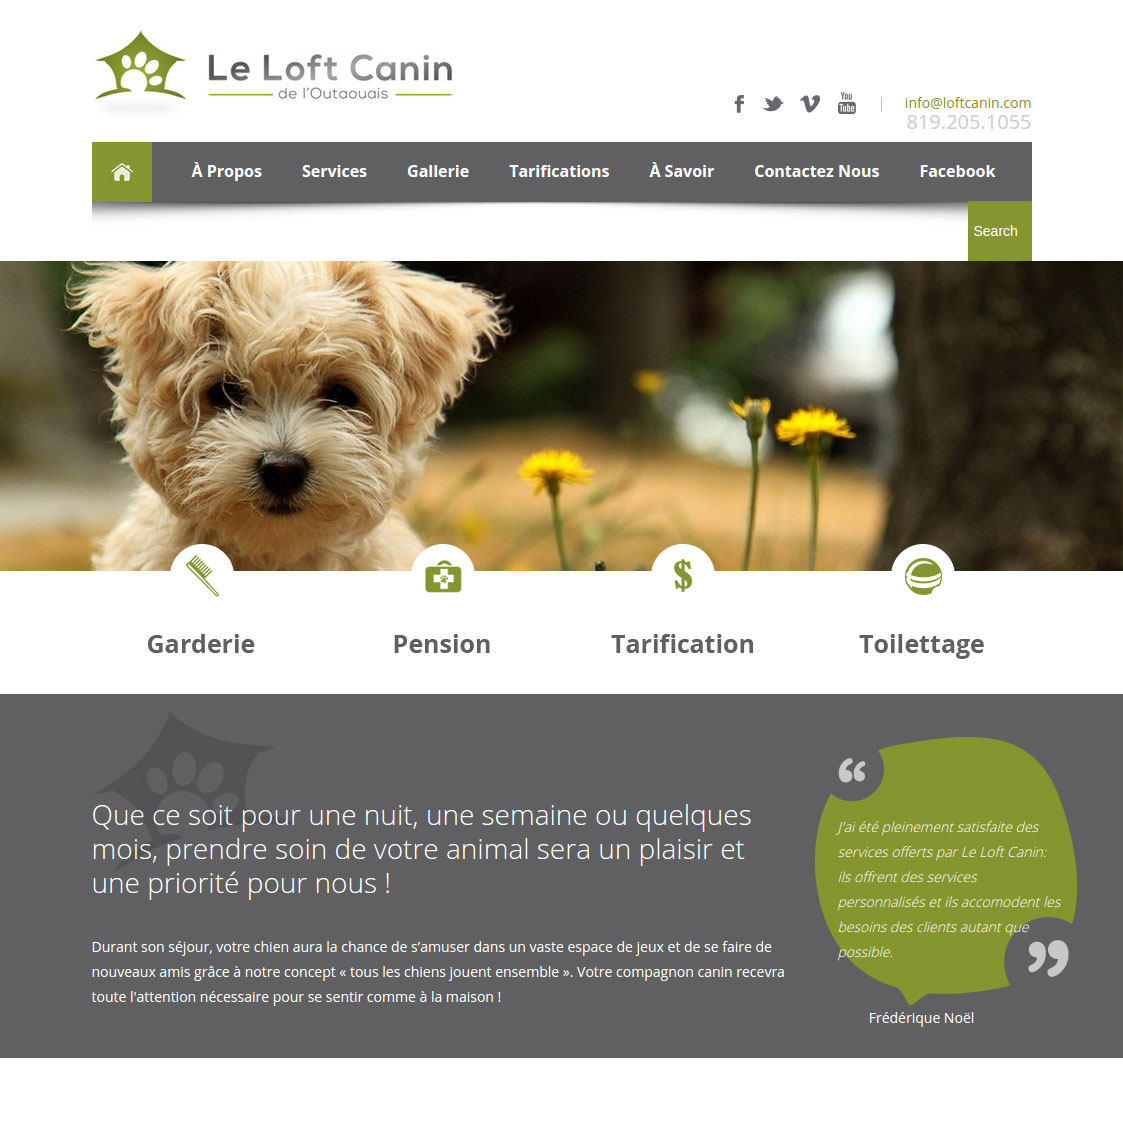 Le Loft Canin
de l'Outaouais
You
Tube
info@loftcanin.com
819.205.1055
À Propos Services Gallerie Tarifications À Savoir Contactez Nous Facebook
Search
Garderie Pension Tarification Toilettage
Que ce soit pour une nuit, une semaine ou quelques
mois, prendre soin de votre animal sera un plaisir et
une priorité pour nous !
Durant son séjour, votre chien aura la chance de s’amuser dans un vaste espace de jeux et de se faire de
nouveaux amis grâce à notre concept « tous les chiens jouent ensemble ». Votre compagnon canin recevra
toute l'attention nécessaire pour se sentir comme à la maison !
“
J'ai été pleinement satisfaite des
services offerts par Le Loft Canin:
ils offrent des services
personnalisés et ils accomodent les
besoins des clients autant que
possible.
”
Frédérique Noël